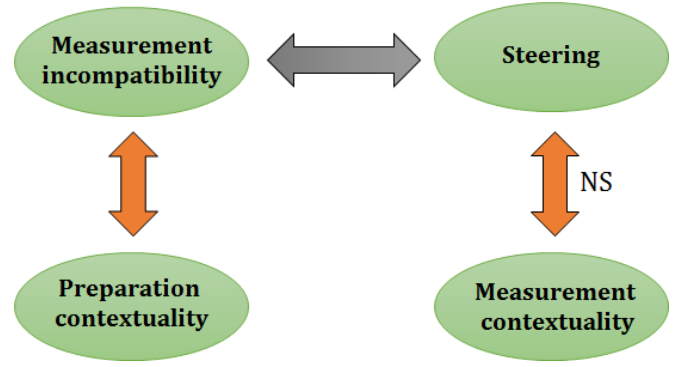 Measurement
incompatibility
Steering
NS
Preparation
contextuality
Measurement
contextuality